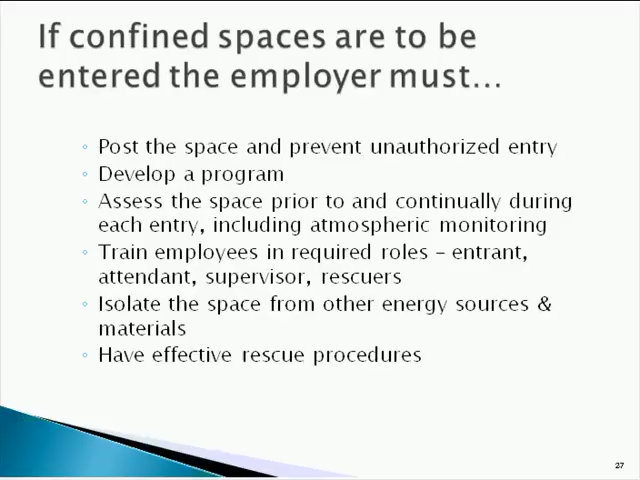 If confined spaces are to be
entered the employer must...
◦ Post the space and prevent unauthorized entry
◦ Develop a program
◦ Assess the space prior to and continually during
each entry, including atmospheric monitoring
◦ Train employees in required roles – entrant,
attendant, supervisor, rescuers
◦ Isolate the space from other energy sources &
materials
◦ Have effective rescue procedures
27